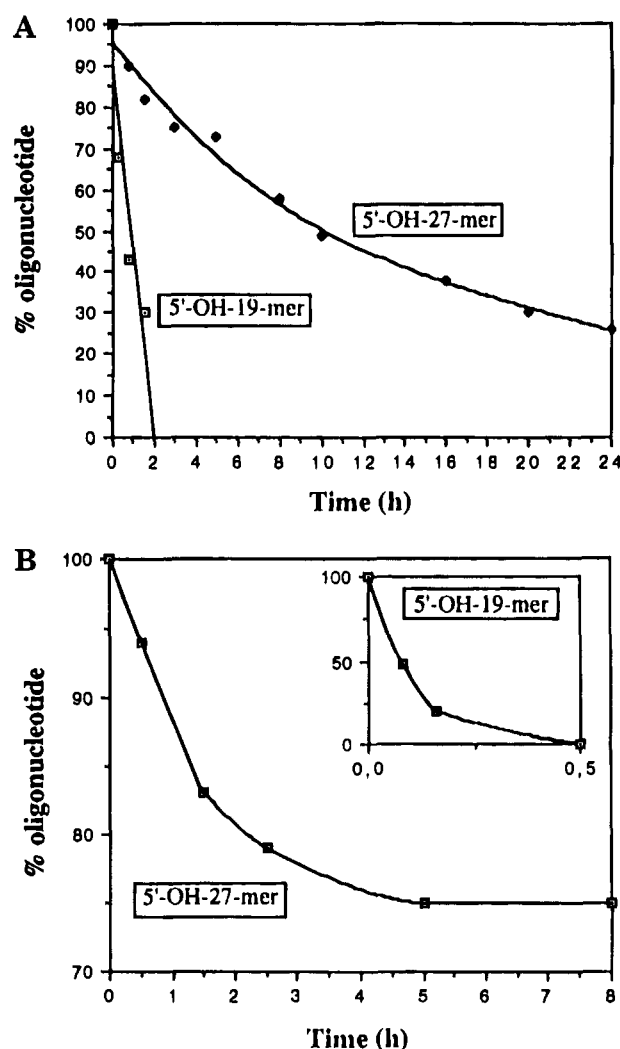 A
% oligonucleotide
100
90
80
70
60
50
40
30
20
10
0
5'-OH-27-mer
5'-OH-19-mer
0 2 4 6 8 10 12 14 16 18 20 22 24
Time (h)
B
% oligonucleotide
100
90
80
70
5'-OH-19-mer
100
50
0
0,0 0,5
5'-OH-27-mer
0 1 2 3 4 5 6 7 8
Time (h)